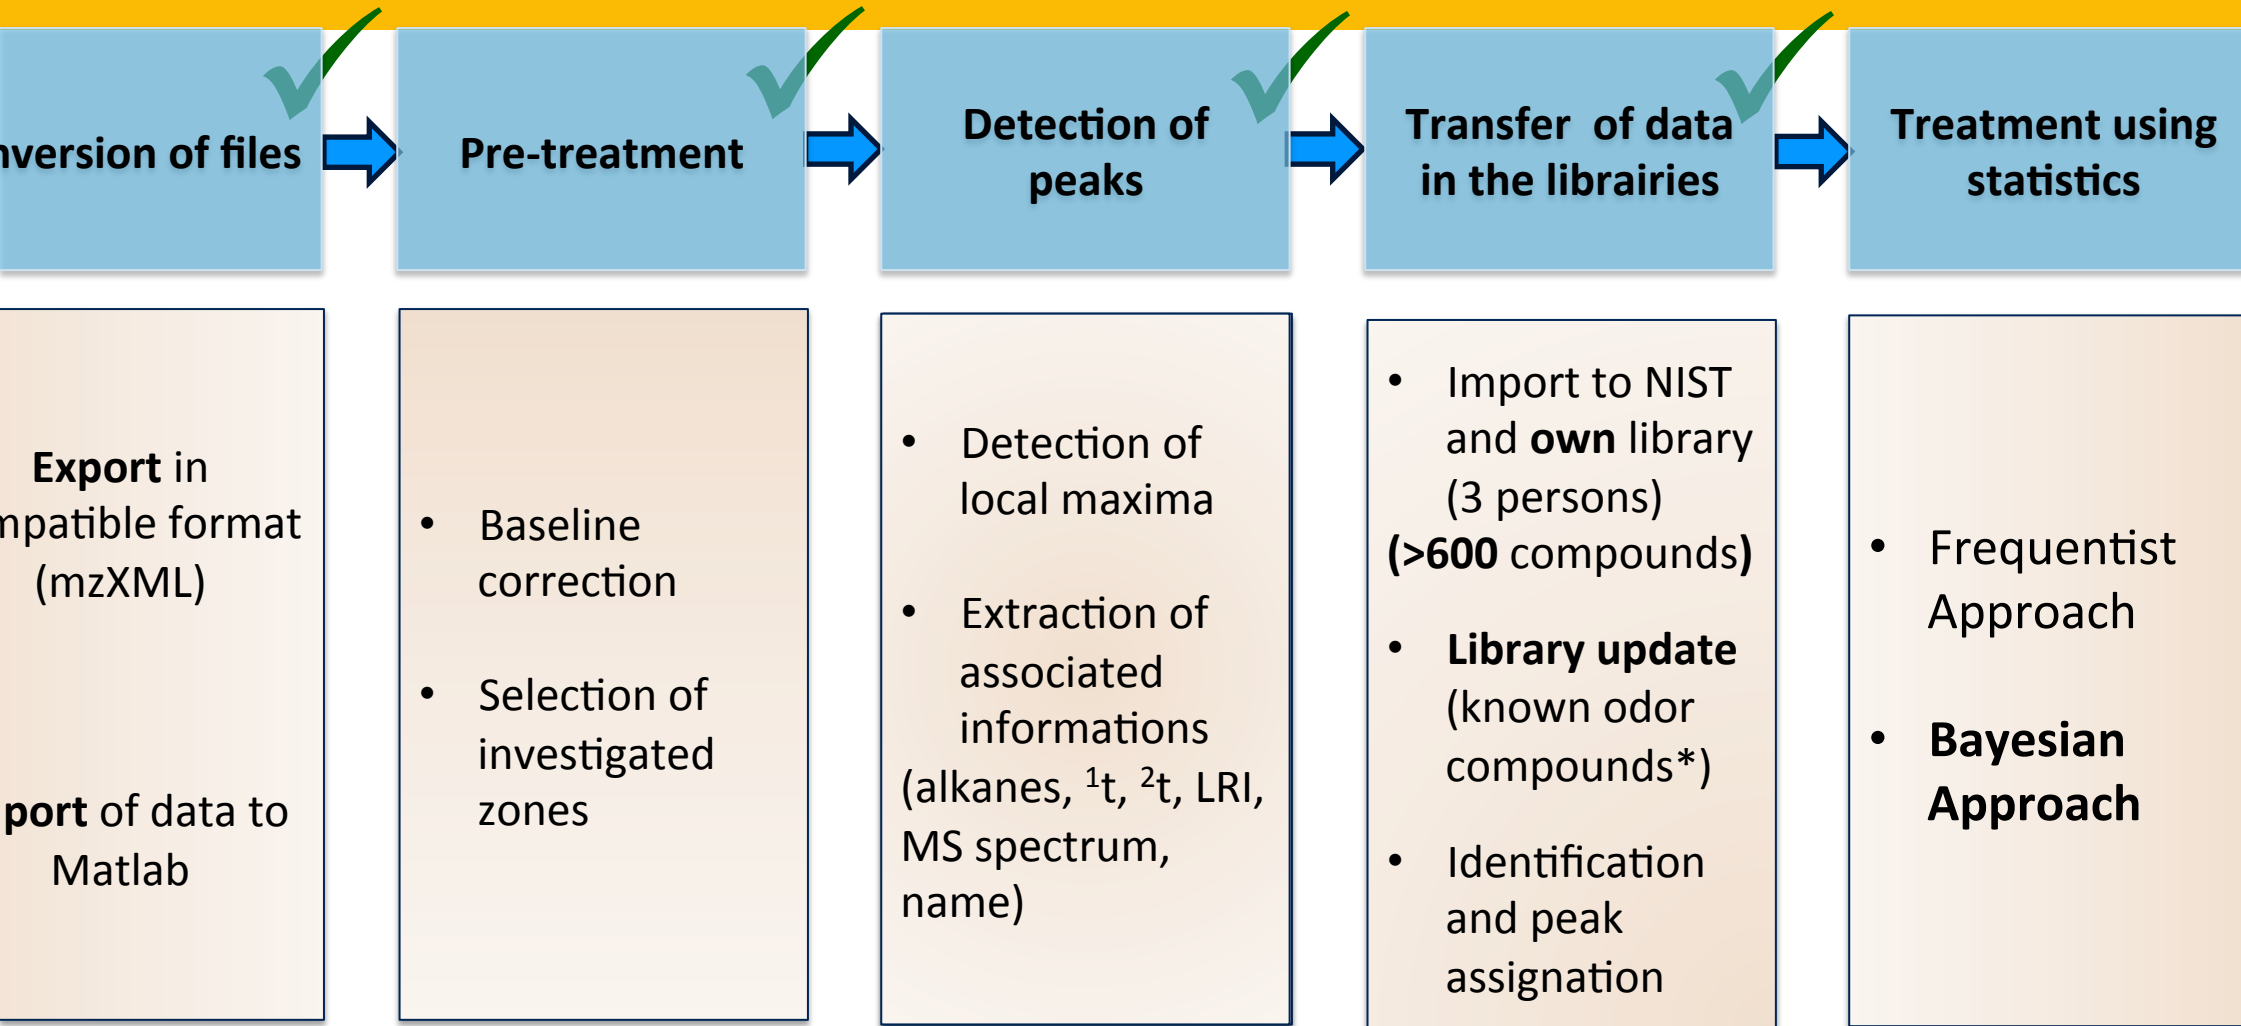 nversion of files
Pre-treatment
Detection of
peaks
Transfer of data
in the librairies
Treatment using
statistics
Export in
mpatible format
(mzXML)
port of data to
Matlab
• Baseline
correction
• Selection of
investigated
zones
• Detection of
local maxima
• Extraction of
associated
informations
(alkanes, ¹t, ²t, LRI,
MS spectrum,
name)
• Import to NIST
and own library
(3 persons)
(>600 compounds)
• Library update
(known odor
compounds*)
• Identification
and peak
assignation
• Frequentist
Approach
• Bayesian
Approach